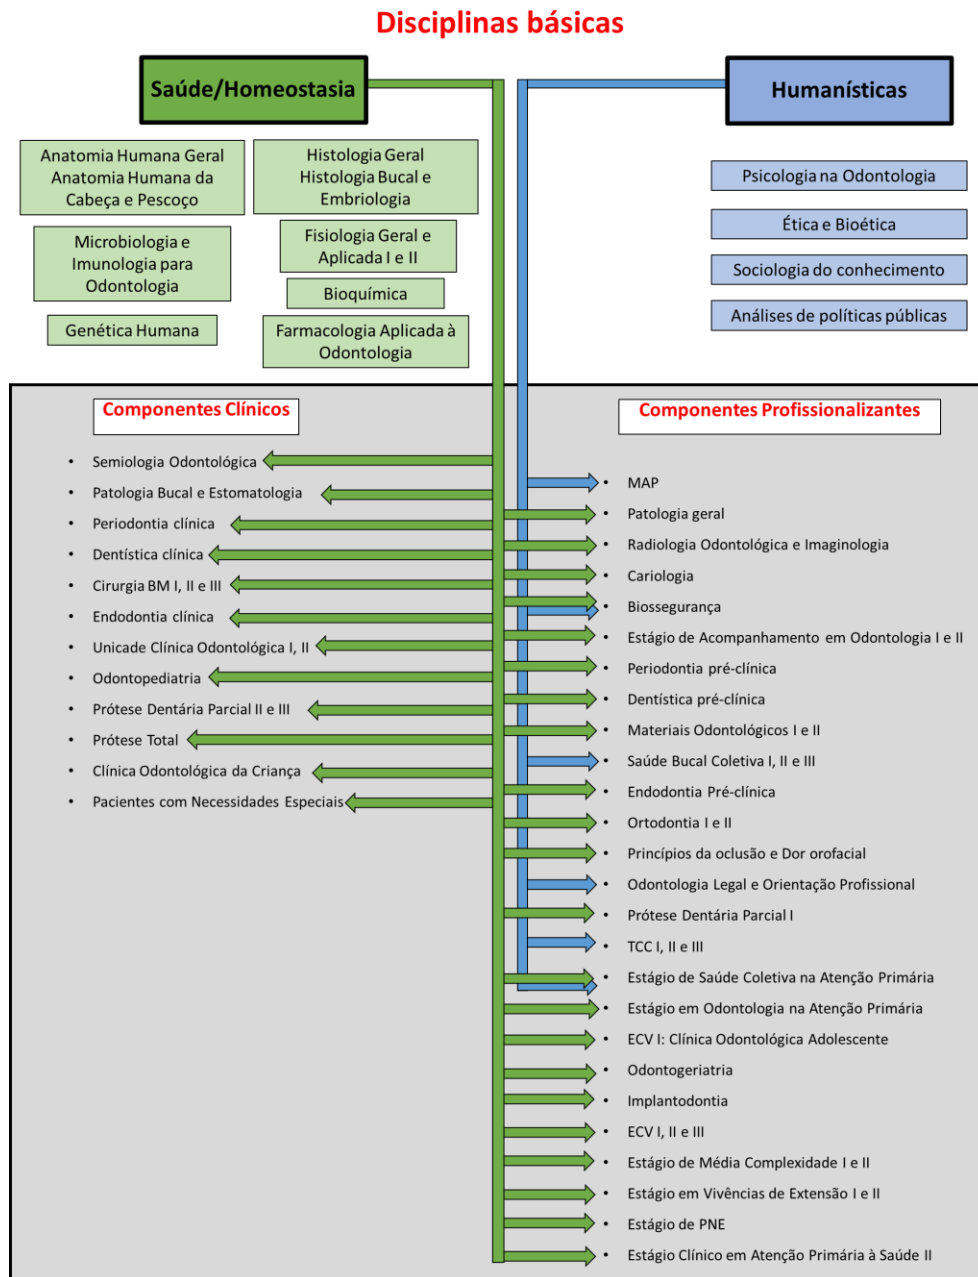 Disciplinas básicas
Saúde/Homeostasia
Humanísticas
Anatomia Humana Geral
Anatomia Humana da
Cabeça e Pescoço
Histologia Geral
Histologia Bucal e
Embriologia
Microbiologia e
Imunologia para
Odontologia
Fisiologia Geral e
Aplicada I e II
Bioquímica
Genética Humana
Farmacologia Aplicada à
Odontologia
Psicologia na Odontologia
Ética e Bioética
Sociologia do conhecimento
Análises de políticas públicas
Componentes Clínicos
• Semiologia Odontológica
• Patologia Bucal e Estomatologia
• Periodontia clínica
• Dentística clínica
• Cirurgia BM I, II e III
• Endodontia clínica
• Unicade Clínica Odontológica I, II
• Odontopediatria
• Prótese Dentária Parcial II e III
• Prótese Total
• Clínica Odontológica da Criança
• Pacientes com Necessidades Especiais
Componentes Profissionalizantes
• MAP
• Patologia geral
• Radiologia Odontológica e Imaginologia
• Cariologia
• Biossegurança
• Estágio de Acompanhamento em Odontologia I e II
• Periodontia pré-clínica
• Dentística pré-clínica
• Materiais Odontológicos I e II
• Saúde Bucal Coletiva I, II e III
• Endodontia Pré-clínica
• Ortodontia I e II
• Princípios da oclusão e Dor orofacial
• Odontologia Legal e Orientação Profissional
• Prótese Dentária Parcial I
• TCC I, II e III
• Estágio de Saúde Coletiva na Atenção Primária
• Estágio em Odontologia na Atenção Primária
• ECV I: Clínica Odontológica Adolescente
• Odontogeriatria
• Implantodontia
• ECV I, II e III
• Estágio de Média Complexidade I e II
• Estágio em Vivências de Extensão I e II
• Estágio de PNE
• Estágio Clínico em Atenção Primária à Saúde II